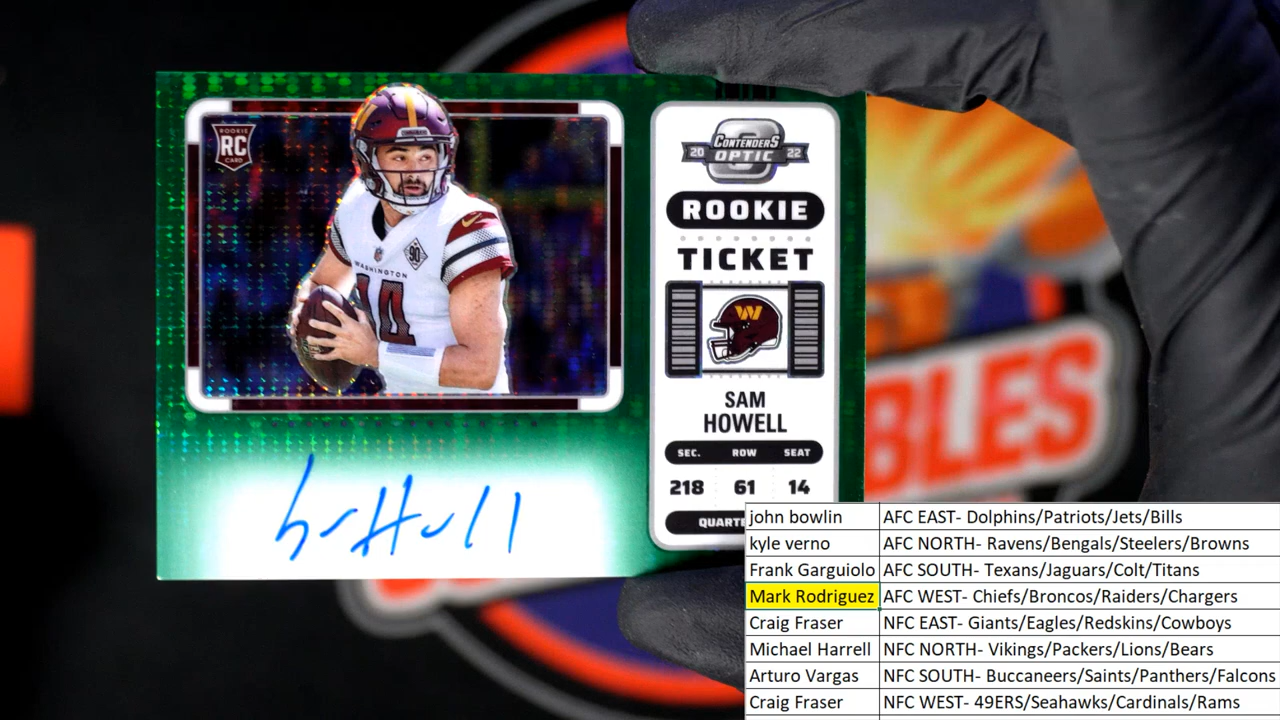 ROOKIE
RC
CARD
90
WASHINGTON
14
20 CONTENDERS 22
OPTIC
ROOKIE
TICKET
W
SAM
HOWELL
SEC. ROW SEAT
218 61 14
QUARTE
BLES
john bowlin AFC EAST- Dolphins/Patriots/Jets/Bills
kyle verno AFC NORTH- Ravens/Bengals/Steelers/Browns
Frank Garguiolo AFC SOUTH- Texans/Jaguars/Colt/Titans
Mark Rodriguez AFC WEST- Chiefs/Broncos/Raiders/Chargers
Craig Fraser NFC EAST- Giants/Eagles/Redskins/Cowboys
Michael Harrell NFC NORTH- Vikings/Packers/Lions/Bears
Arturo Vargas NFC SOUTH- Buccaneers/Saints/Panthers/Falcons
Craig Fraser NFC WEST- 49ERS/Seahawks/Cardinals/Rams